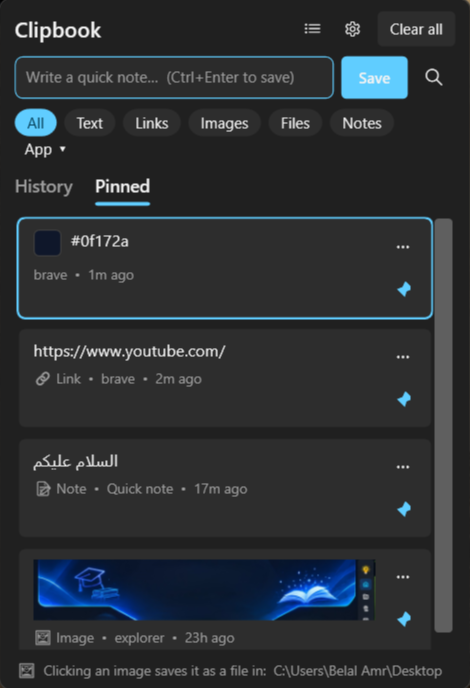 Clipbook
Clear all
Write a quick note... (Ctrl+Enter to save)
Save
All Text Links Images Files Notes
App
History Pinned
#0f172a
brave • 1m ago
https://www.youtube.com/
Link • brave • 2m ago
السلام عليكم
Note • Quick note • 17m ago
Image • explorer • 23h ago
Clicking an image saves it as a file in: C:\Users\Belal Amr\Desktop